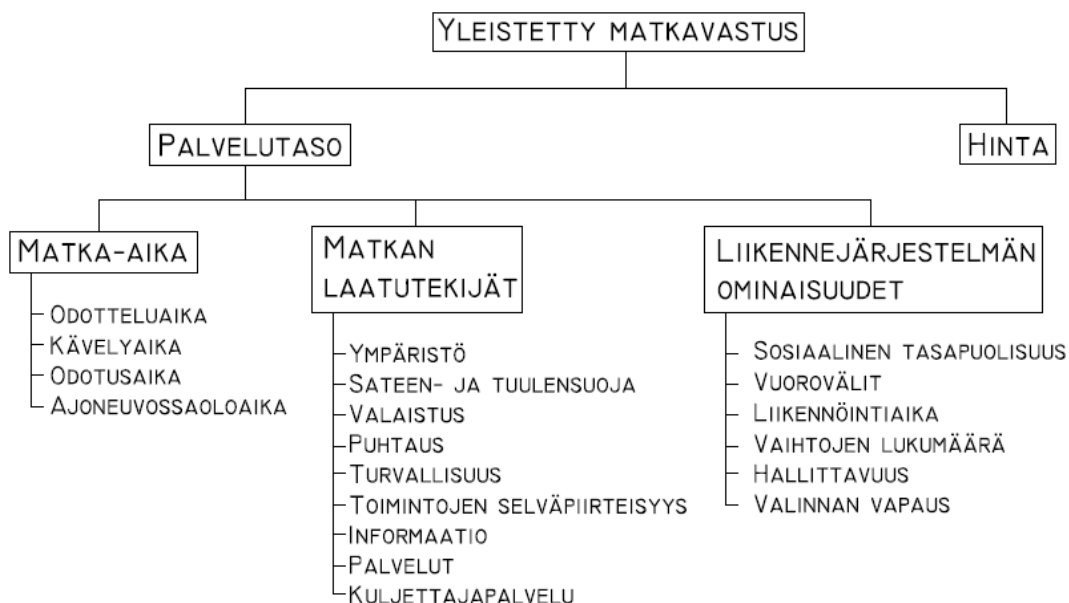 YLEISTETTY MATKAVASTUS
PALVELUTASO
HINTA
MATKA-AIKA
ODOTTELUAIKA
KÄVELYAIKA
ODOTUSAIKA
AJONEUVOSSAOLOAIKA
MATKAN
LAATUTEKIJÄT
YMPÄRISTÖ
SATEEN- JA TUULENSUOJA
VALAISTUS
PUHTAUS
TURVALLISUUS
TOIMINTOJEN SELVÄPIIRTEISYYS
INFORMAATIO
PALVELUT
KULJETTAJAPALVELU
LIIKENNEJÄRJESTELMÄN
OMINAISUUDET
SOSIAALINEN TASAPUOLISUUS
VUOROVÄLIT
LIIKENNÖINTIAIKA
VAIHTOJEN LUKUMÄÄRÄ
HALLITTAVUUS
VALINNAN VAPAUS